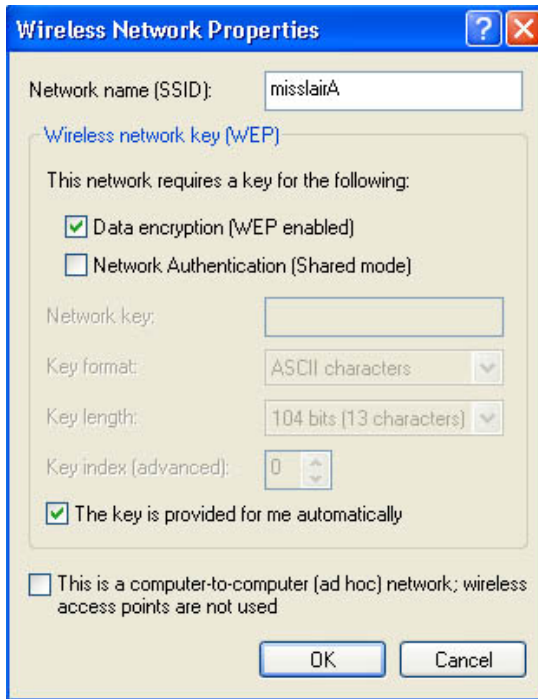 Wireless Network Properties
Network name (SSID): misslairA
Wireless network key (WEP)
This network requires a key for the following:
Data encryption (WEP enabled)
Network Authentication (Shared mode)
Network key:
Key format: ASCII characters
Key length: 104 bits (13 characters)
Key index (advanced): 0
The key is provided for me automatically
This is a computer-to-computer (ad hoc) network; wireless
access points are not used
OK Cancel